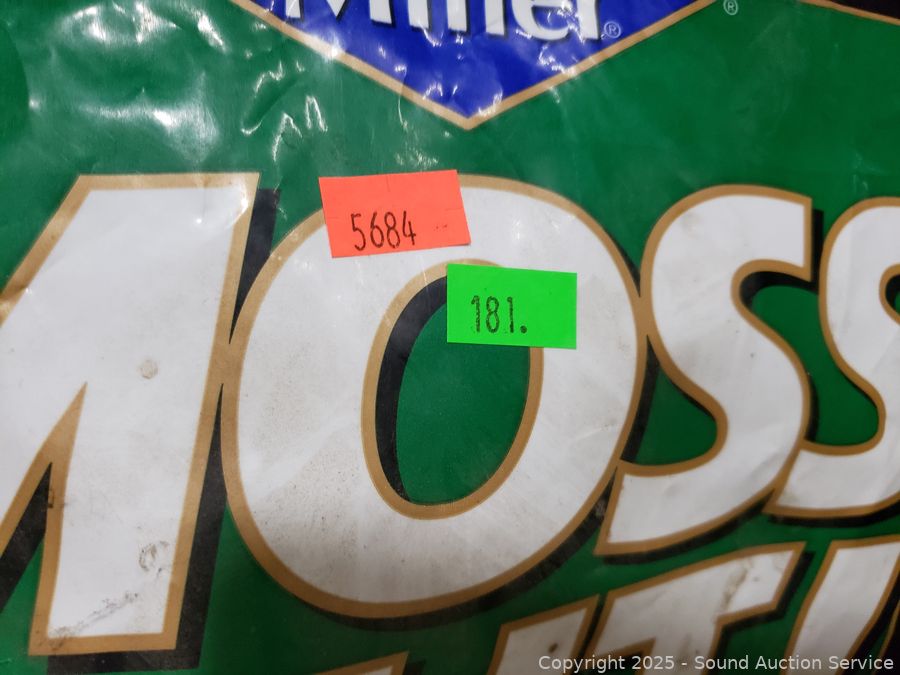 Miller®
®
5684
181.
MOSS
Copyright 2025 - Sound Auction Service